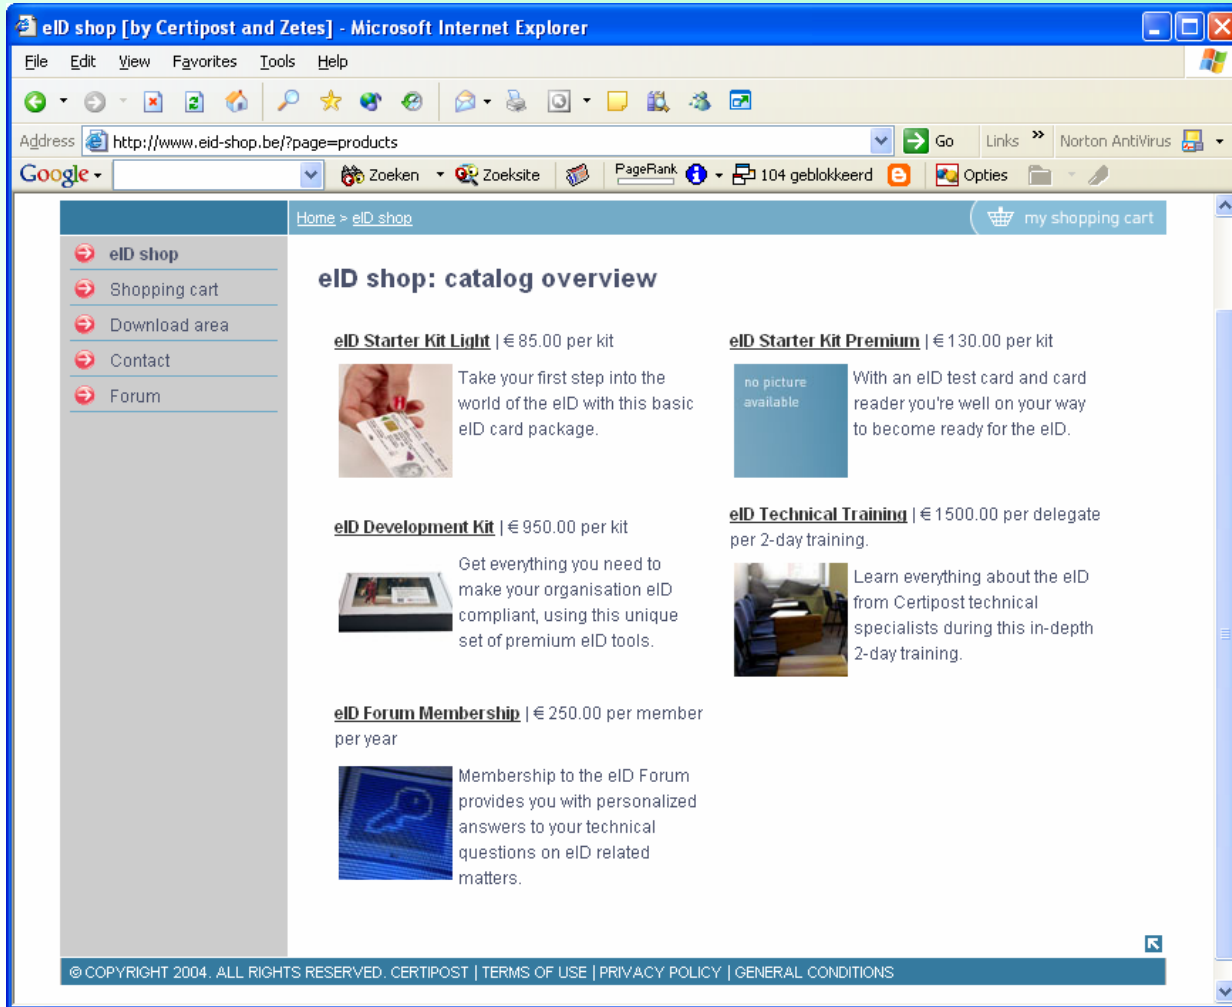 eID shop [by Certipost and Zetes] - Microsoft Internet Explorer
File Edit View Favorites Tools Help
Address http://www.eid-shop.be/?page=products Go Links » Norton AntiVirus
Google Zoeken Zoeksite PageRank 104 geblokkeerd Opties
Home > eID shop my shopping cart
eID shop
Shopping cart
Download area
Contact
Forum
eID shop: catalog overview
eID Starter Kit Light | € 85.00 per kit
Take your first step into the
world of the eID with this basic
eID card package.
eID Starter Kit Premium | € 130.00 per kit
no picture
available
With an eID test card and card
reader you're well on your way
to become ready for the eID.
eID Development Kit | € 950.00 per kit
Get everything you need to
make your organisation eID
compliant, using this unique
set of premium eID tools.
eID Technical Training | € 1500.00 per delegate
per 2-day training.
Learn everything about the eID
from Certipost technical
specialists during this in-depth
2-day training.
eID Forum Membership | € 250.00 per member
per year
Membership to the eID Forum
provides you with personalized
answers to your technical
questions on eID related
matters.
© COPYRIGHT 2004. ALL RIGHTS RESERVED. CERTIPOST | TERMS OF USE | PRIVACY POLICY | GENERAL CONDITIONS